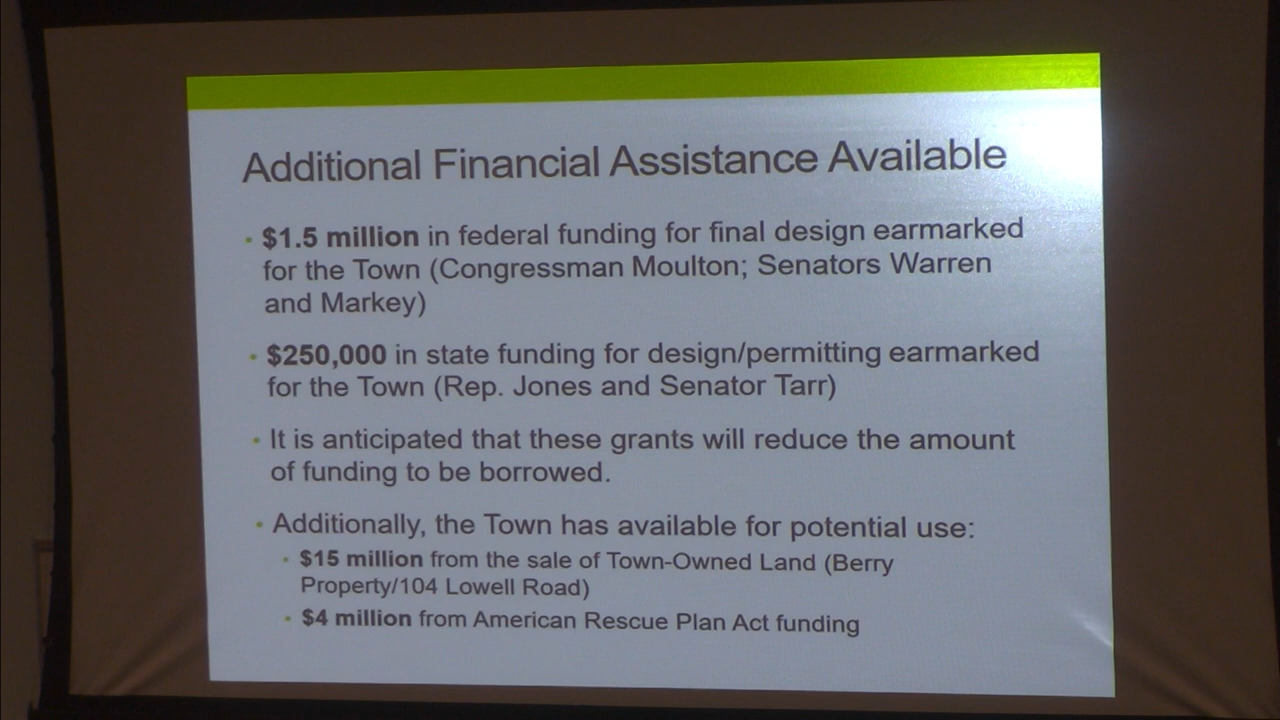 Additional Financial Assistance Available
• $1.5 million in federal funding for final design earmarked
for the Town (Congressman Moulton; Senators Warren
and Markey)
• $250,000 in state funding for design/permitting earmarked
for the Town (Rep. Jones and Senator Tarr)
• It is anticipated that these grants will reduce the amount
of funding to be borrowed.
• Additionally, the Town has available for potential use:
• $15 million from the sale of Town-Owned Land (Berry
Property/104 Lowell Road)
• $4 million from American Rescue Plan Act funding